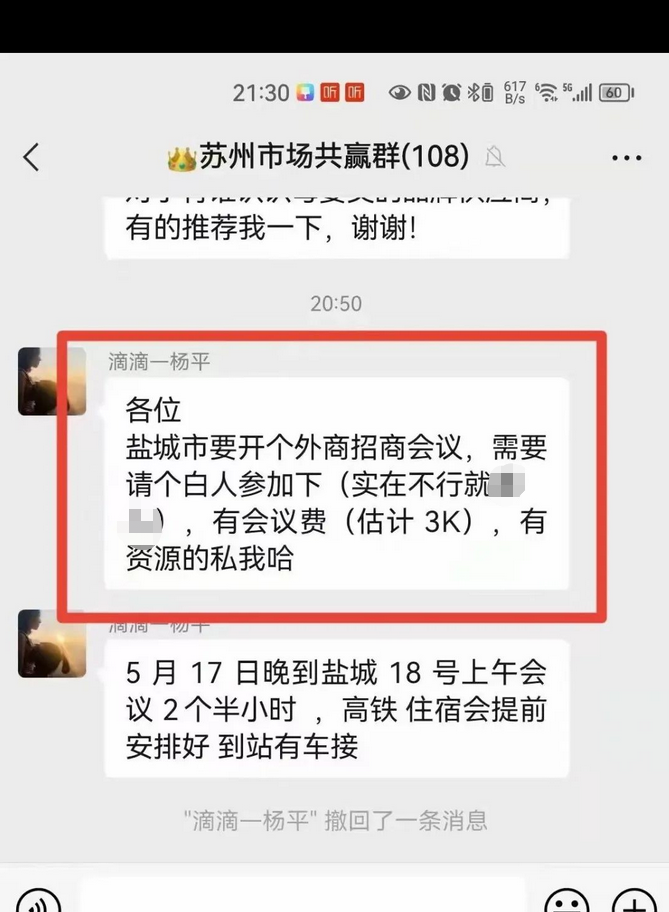 21:30
听 听
617 B/s
6
5G
60
苏州市场共赢群(108)
有的推荐我一下，谢谢!
20:50
滴滴一杨平
各位
盐城市要开个外商招商会议，需要
请个白人参加下（实在不行就
），有会议费（估计 3K），有
资源的私我哈
滴滴一杨平
5 月 17 日晚到盐城 18 号上午会
议 2个半小时 ，高铁 住宿会提前
安排好 到站有车接
"滴滴一杨平" 撤回了一条消息